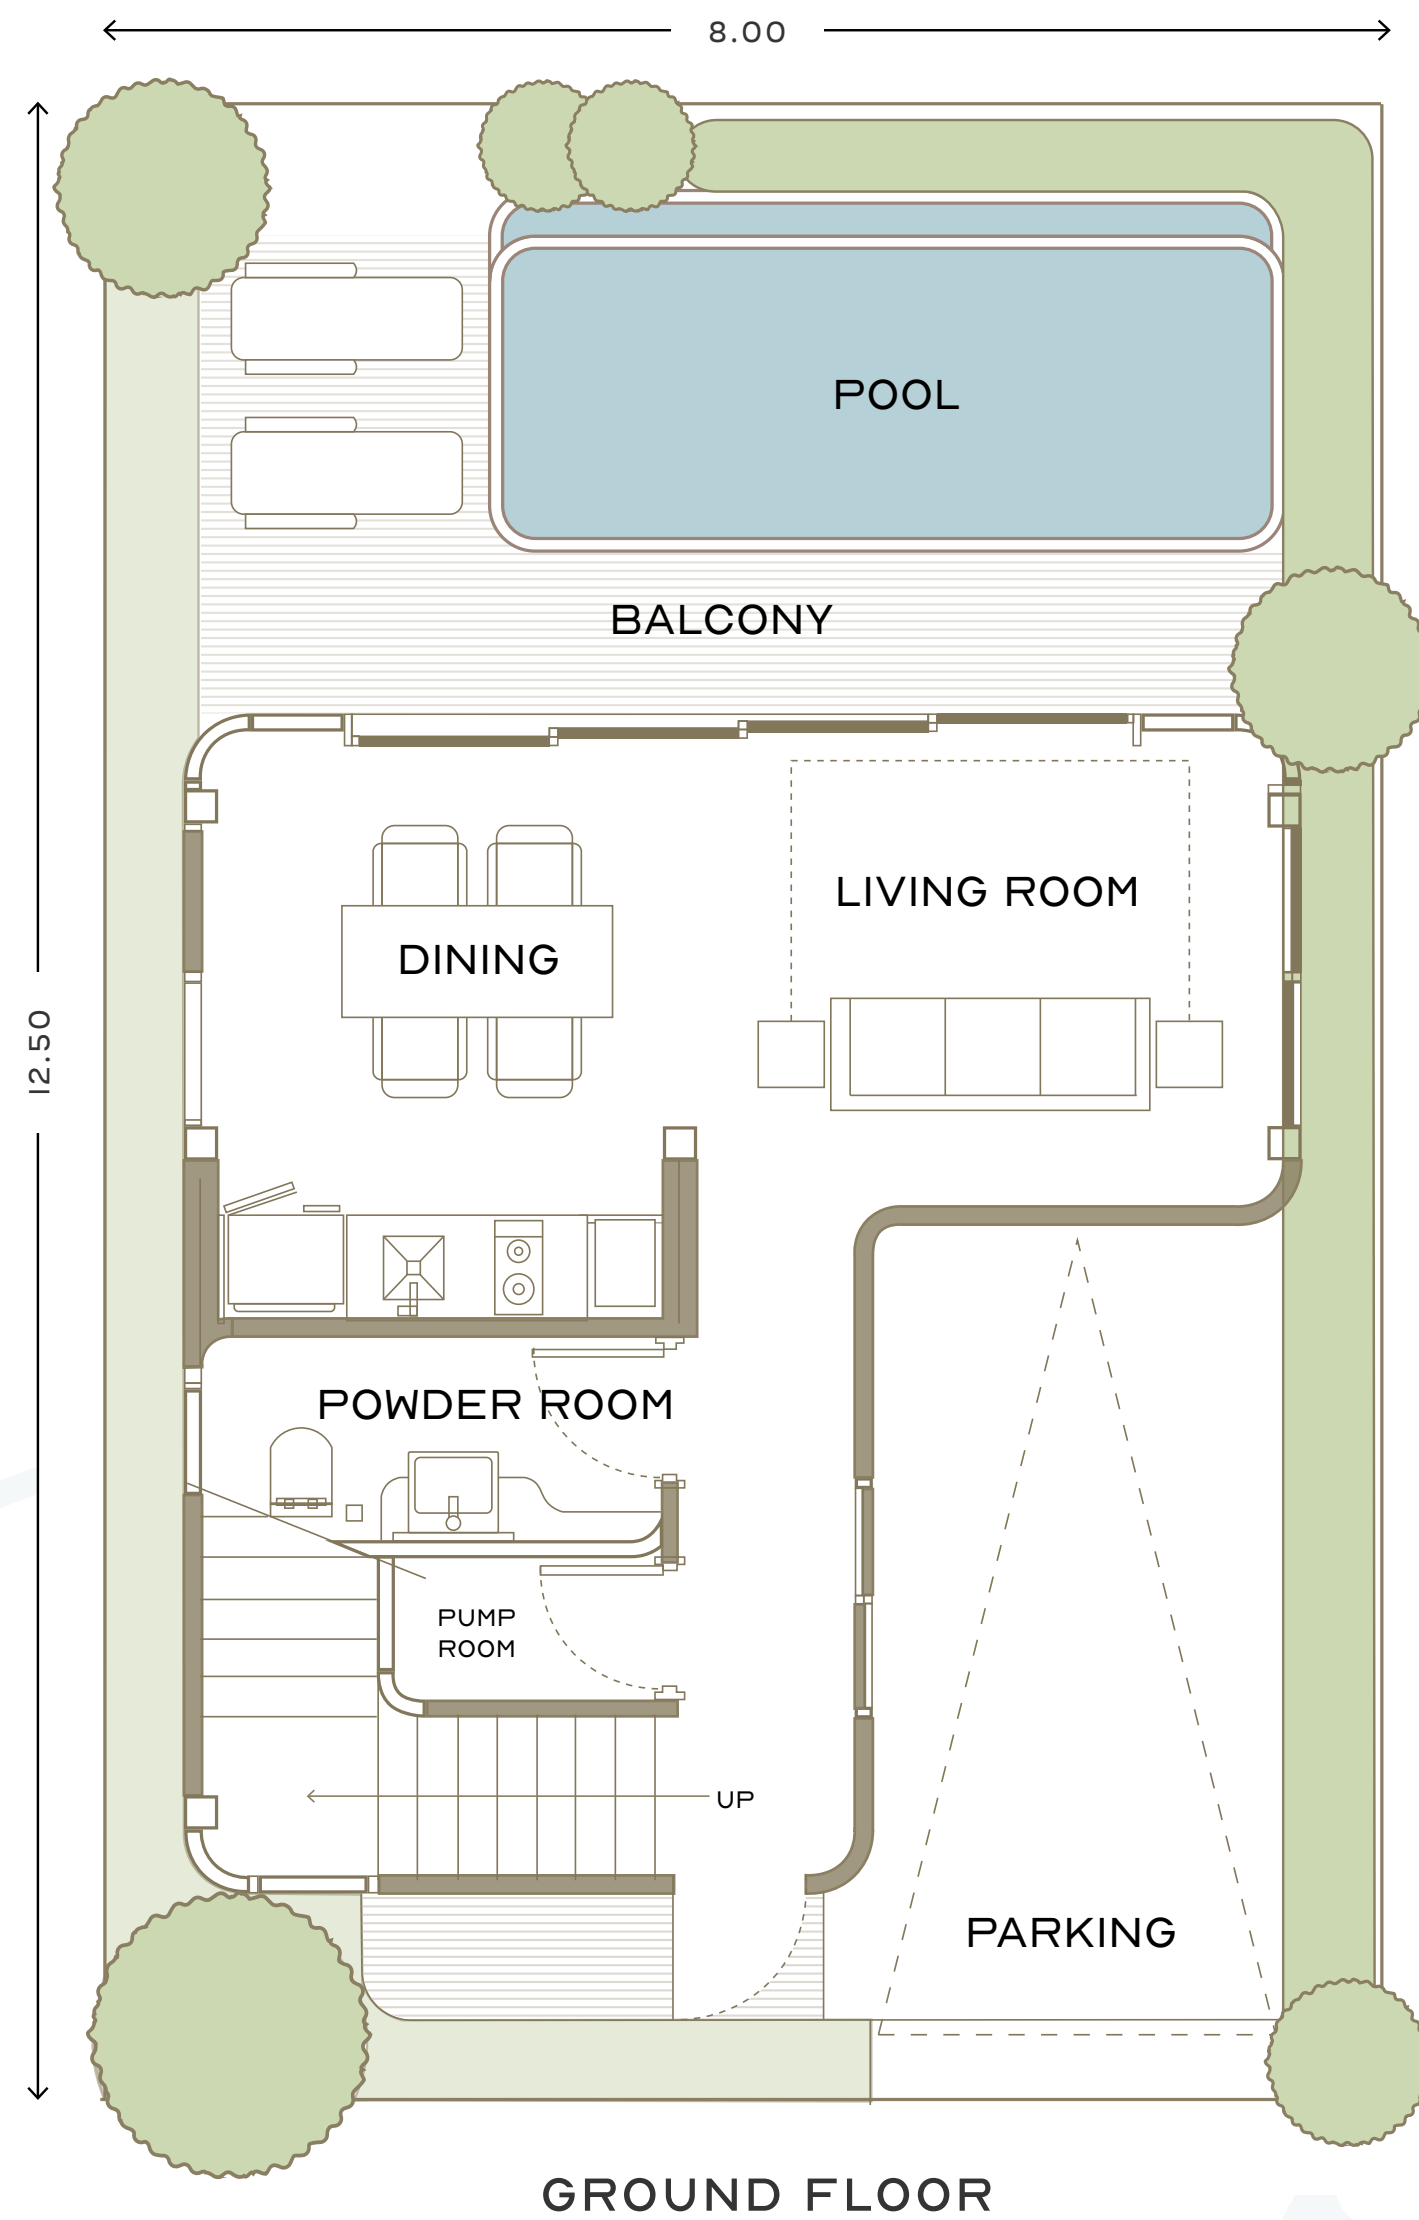 8.00
POOL
BALCONY
LIVING ROOM
DINING
12.50
POWDER ROOM
PUMP
ROOM
UP
PARKING
GROUND FLOOR